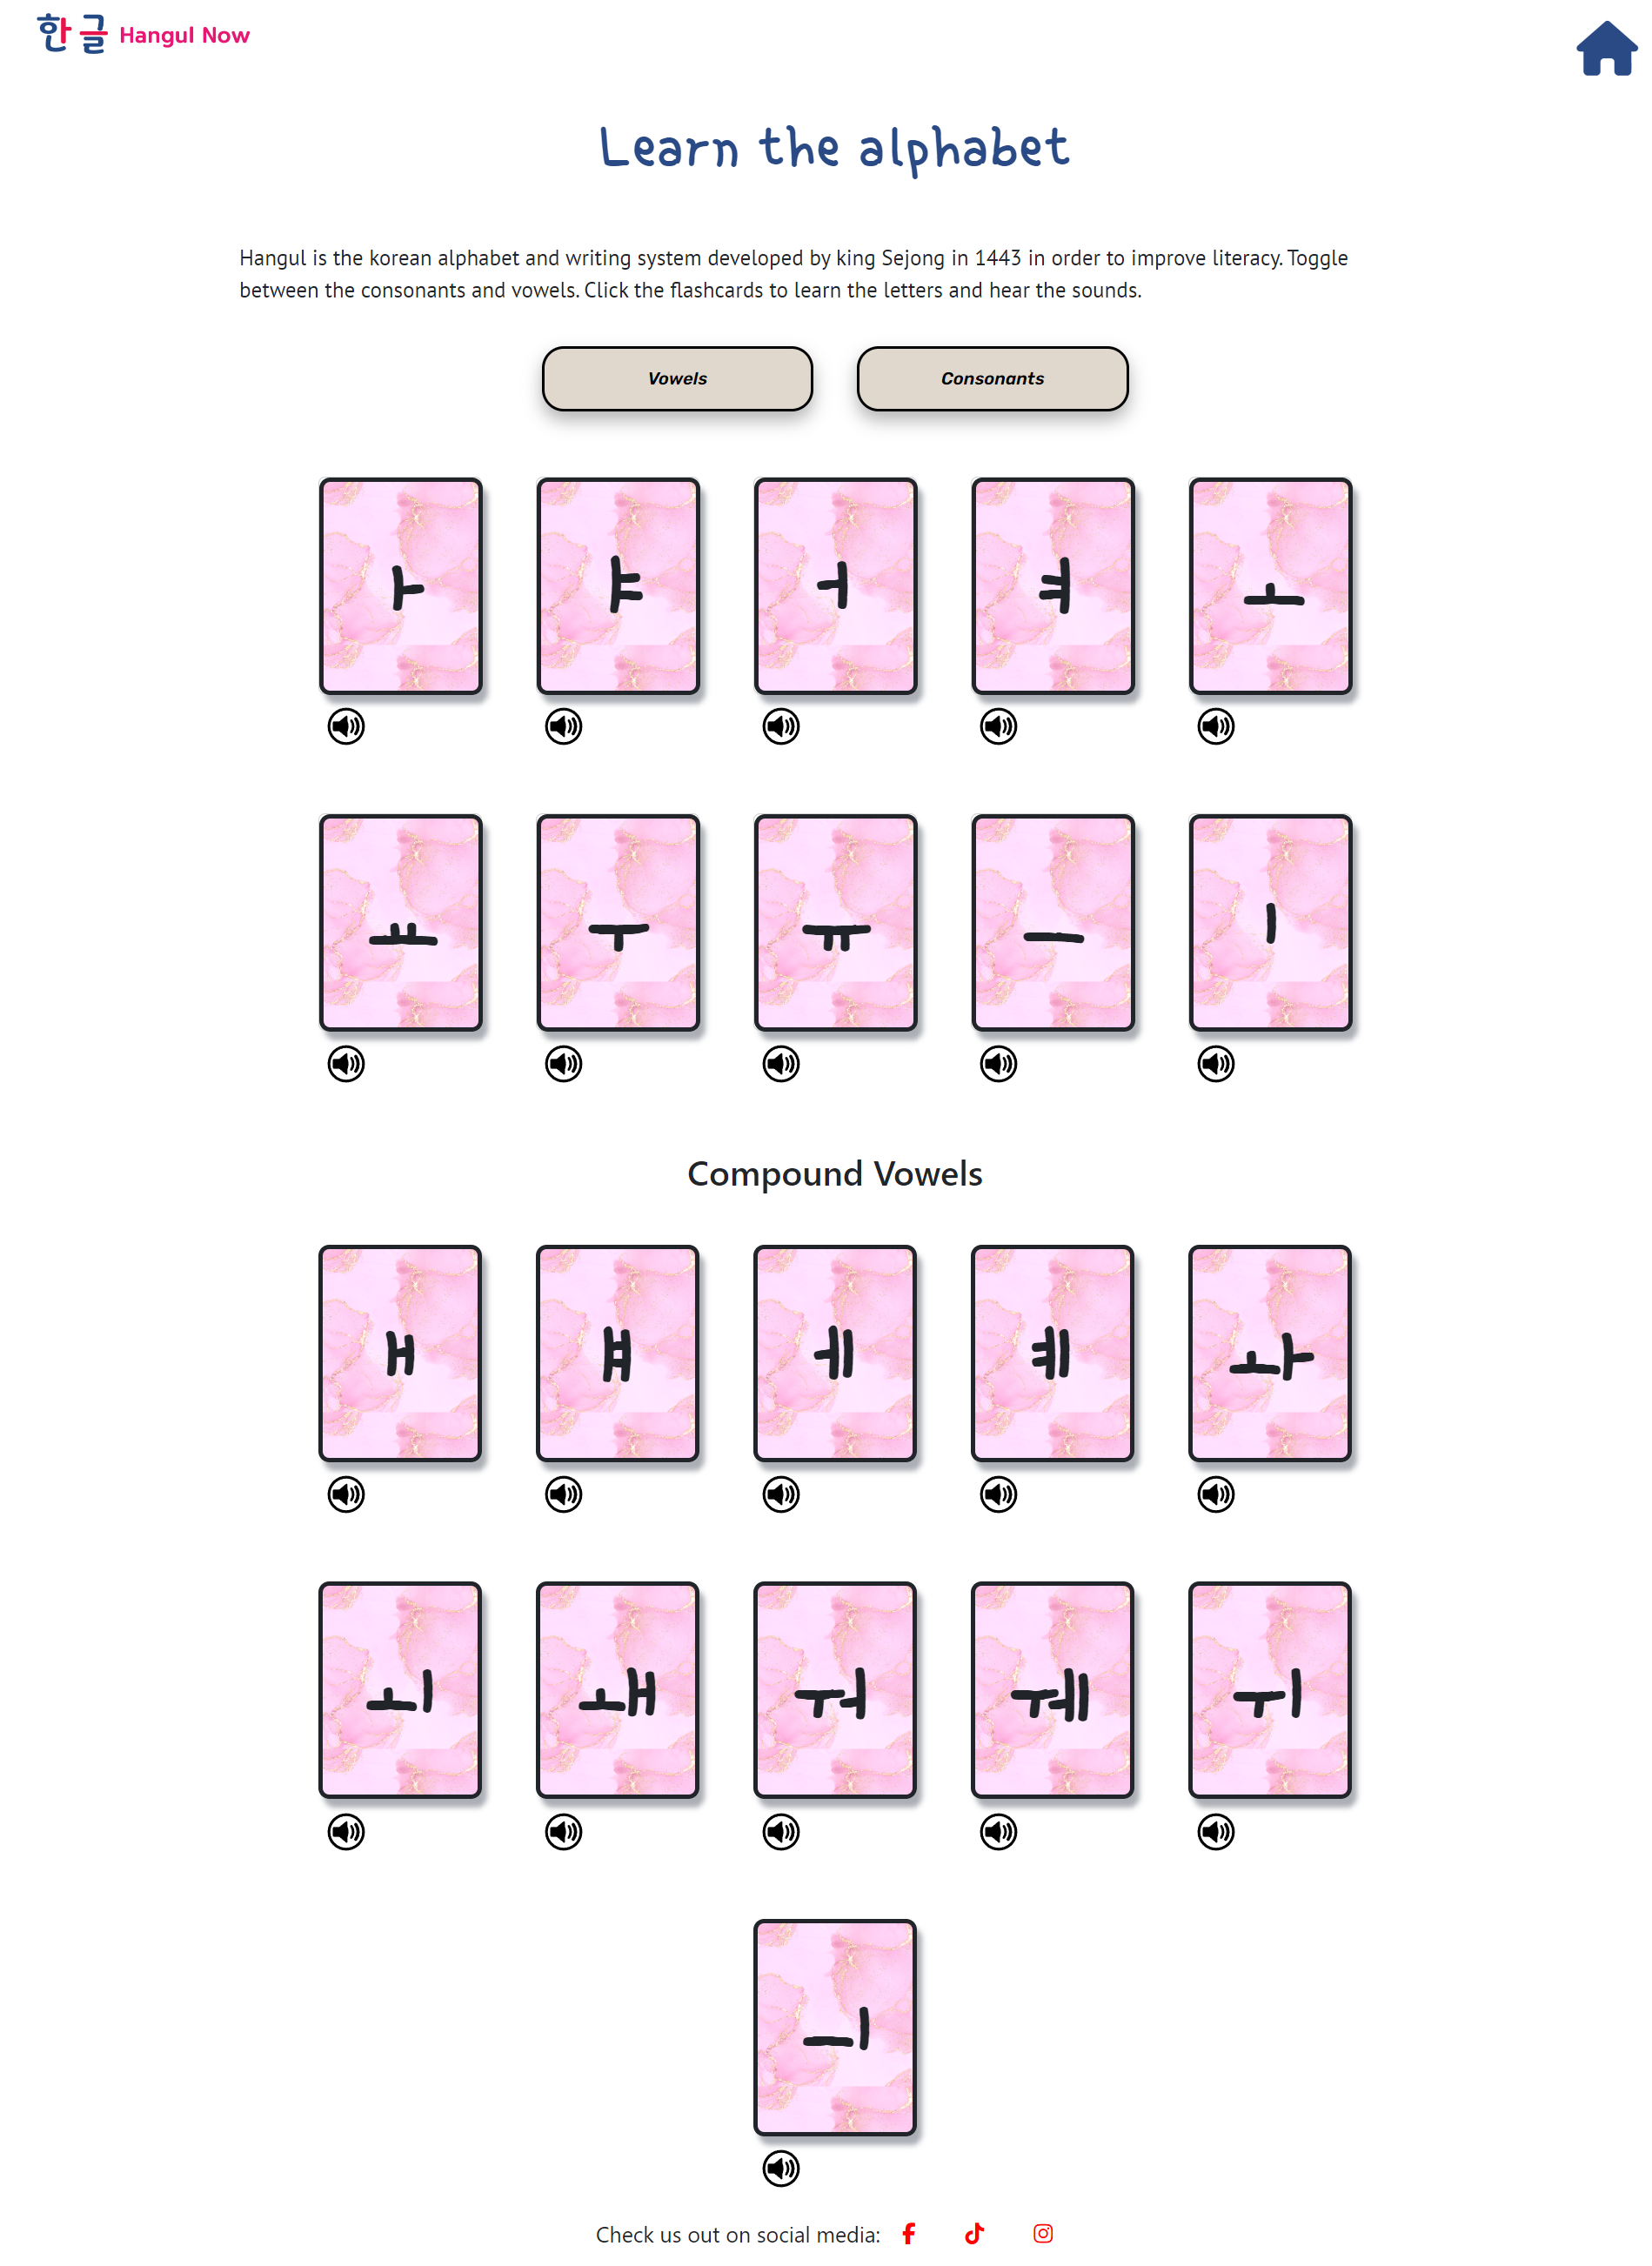 한글 Hangul Now
Learn the alphabet
Hangul is the korean alphabet and writing system developed by king Sejong in 1443 in order to improve literacy. Toggle
between the consonants and vowels. Click the flashcards to learn the letters and hear the sounds.
Vowels Consonants
ㅏ ㅑ ㅓ ㅕ ㅗ
ㅛ ㅜ ㅠ ㅡ ㅣ
Compound Vowels
ㅐ ㅒ ㅔ ㅖ ㅘ
ㅚ ㅙ ㅝ ㅞ ㅟ
ㅢ
Check us out on social media: